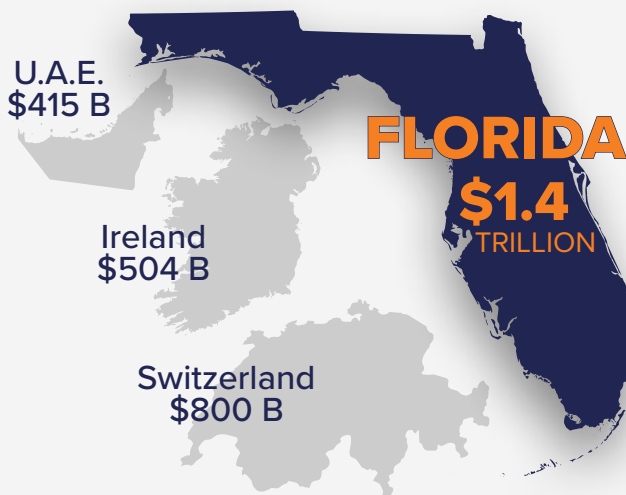 U.A.E.
$415 B
FLORIDA
$1.4
TRILLION
Ireland
$504 B
Switzerland
$800 B